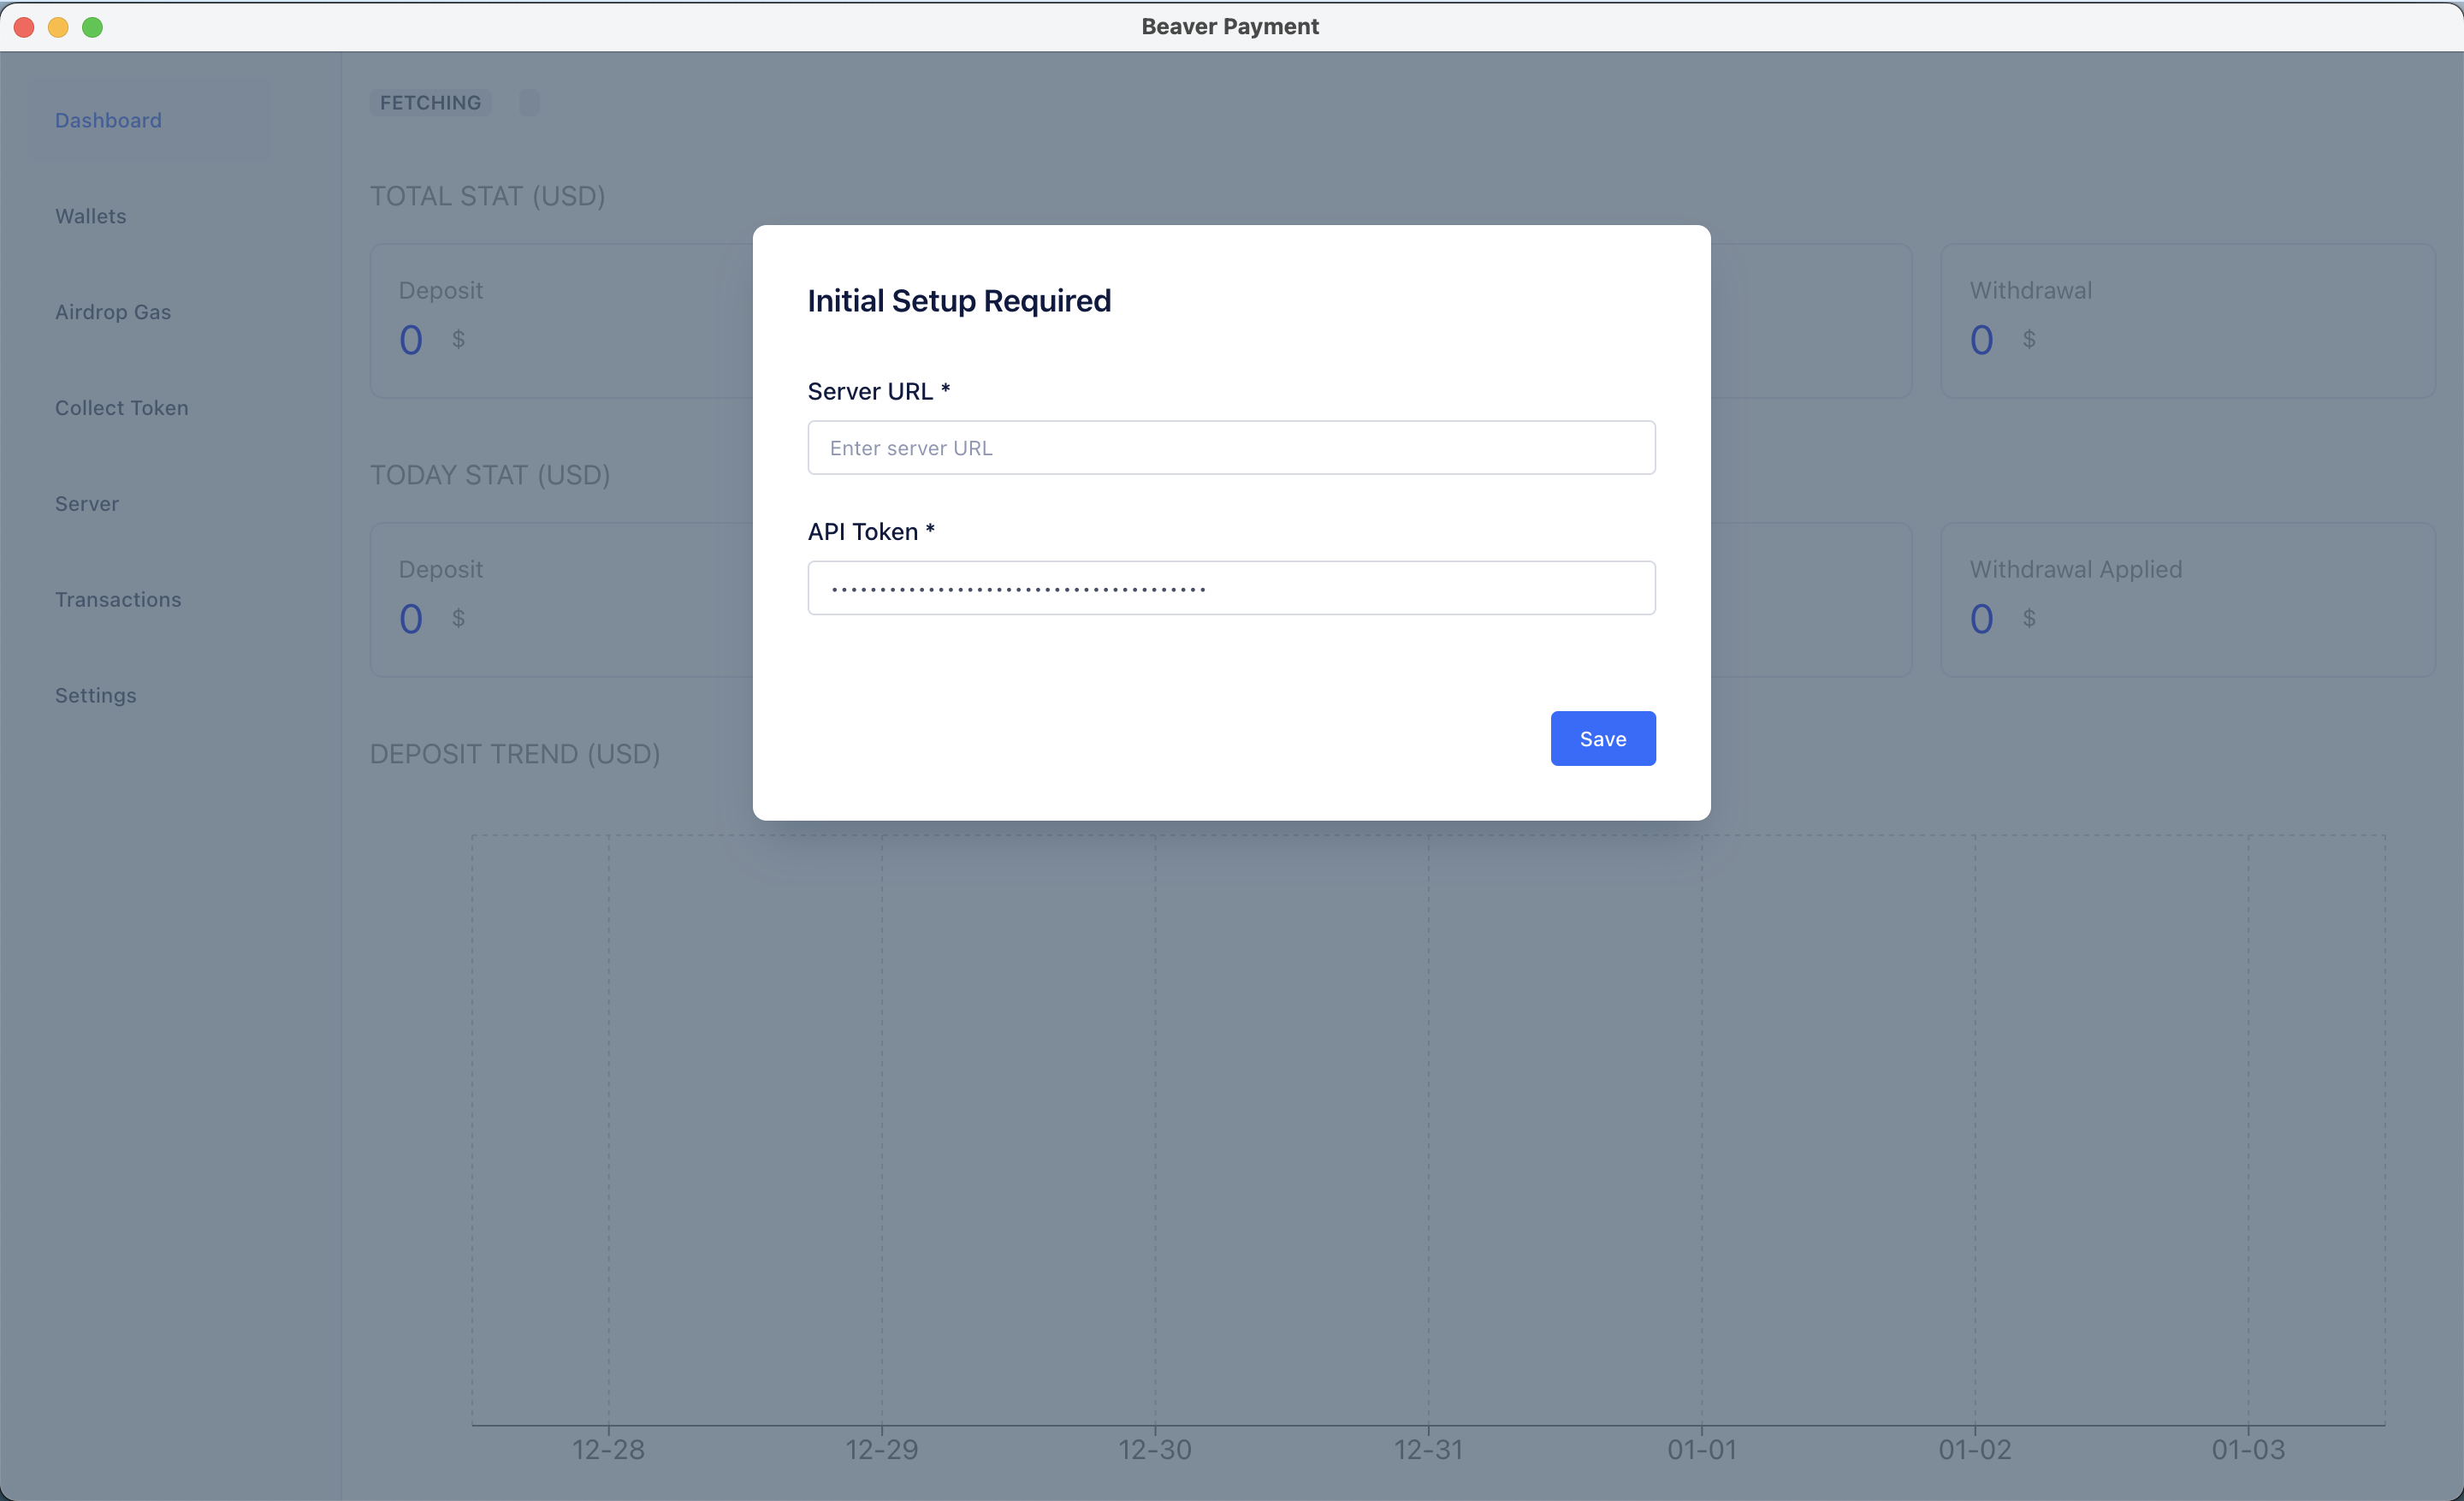 Beaver Payment
Dashboard
Wallets
Airdrop Gas
Collect Token
Server
Transactions
Settings
FETCHING
TOTAL STAT (USD)
Deposit
0 $
Withdrawal
0 $
TODAY STAT (USD)
Deposit
0 $
Withdrawal Applied
0 $
DEPOSIT TREND (USD)
12-28 12-29 12-30 12-31 01-01 01-02 01-03
Initial Setup Required
Server URL *
Enter server URL
API Token *
•••••••••••••••••••••••••••••••••••••••
Save